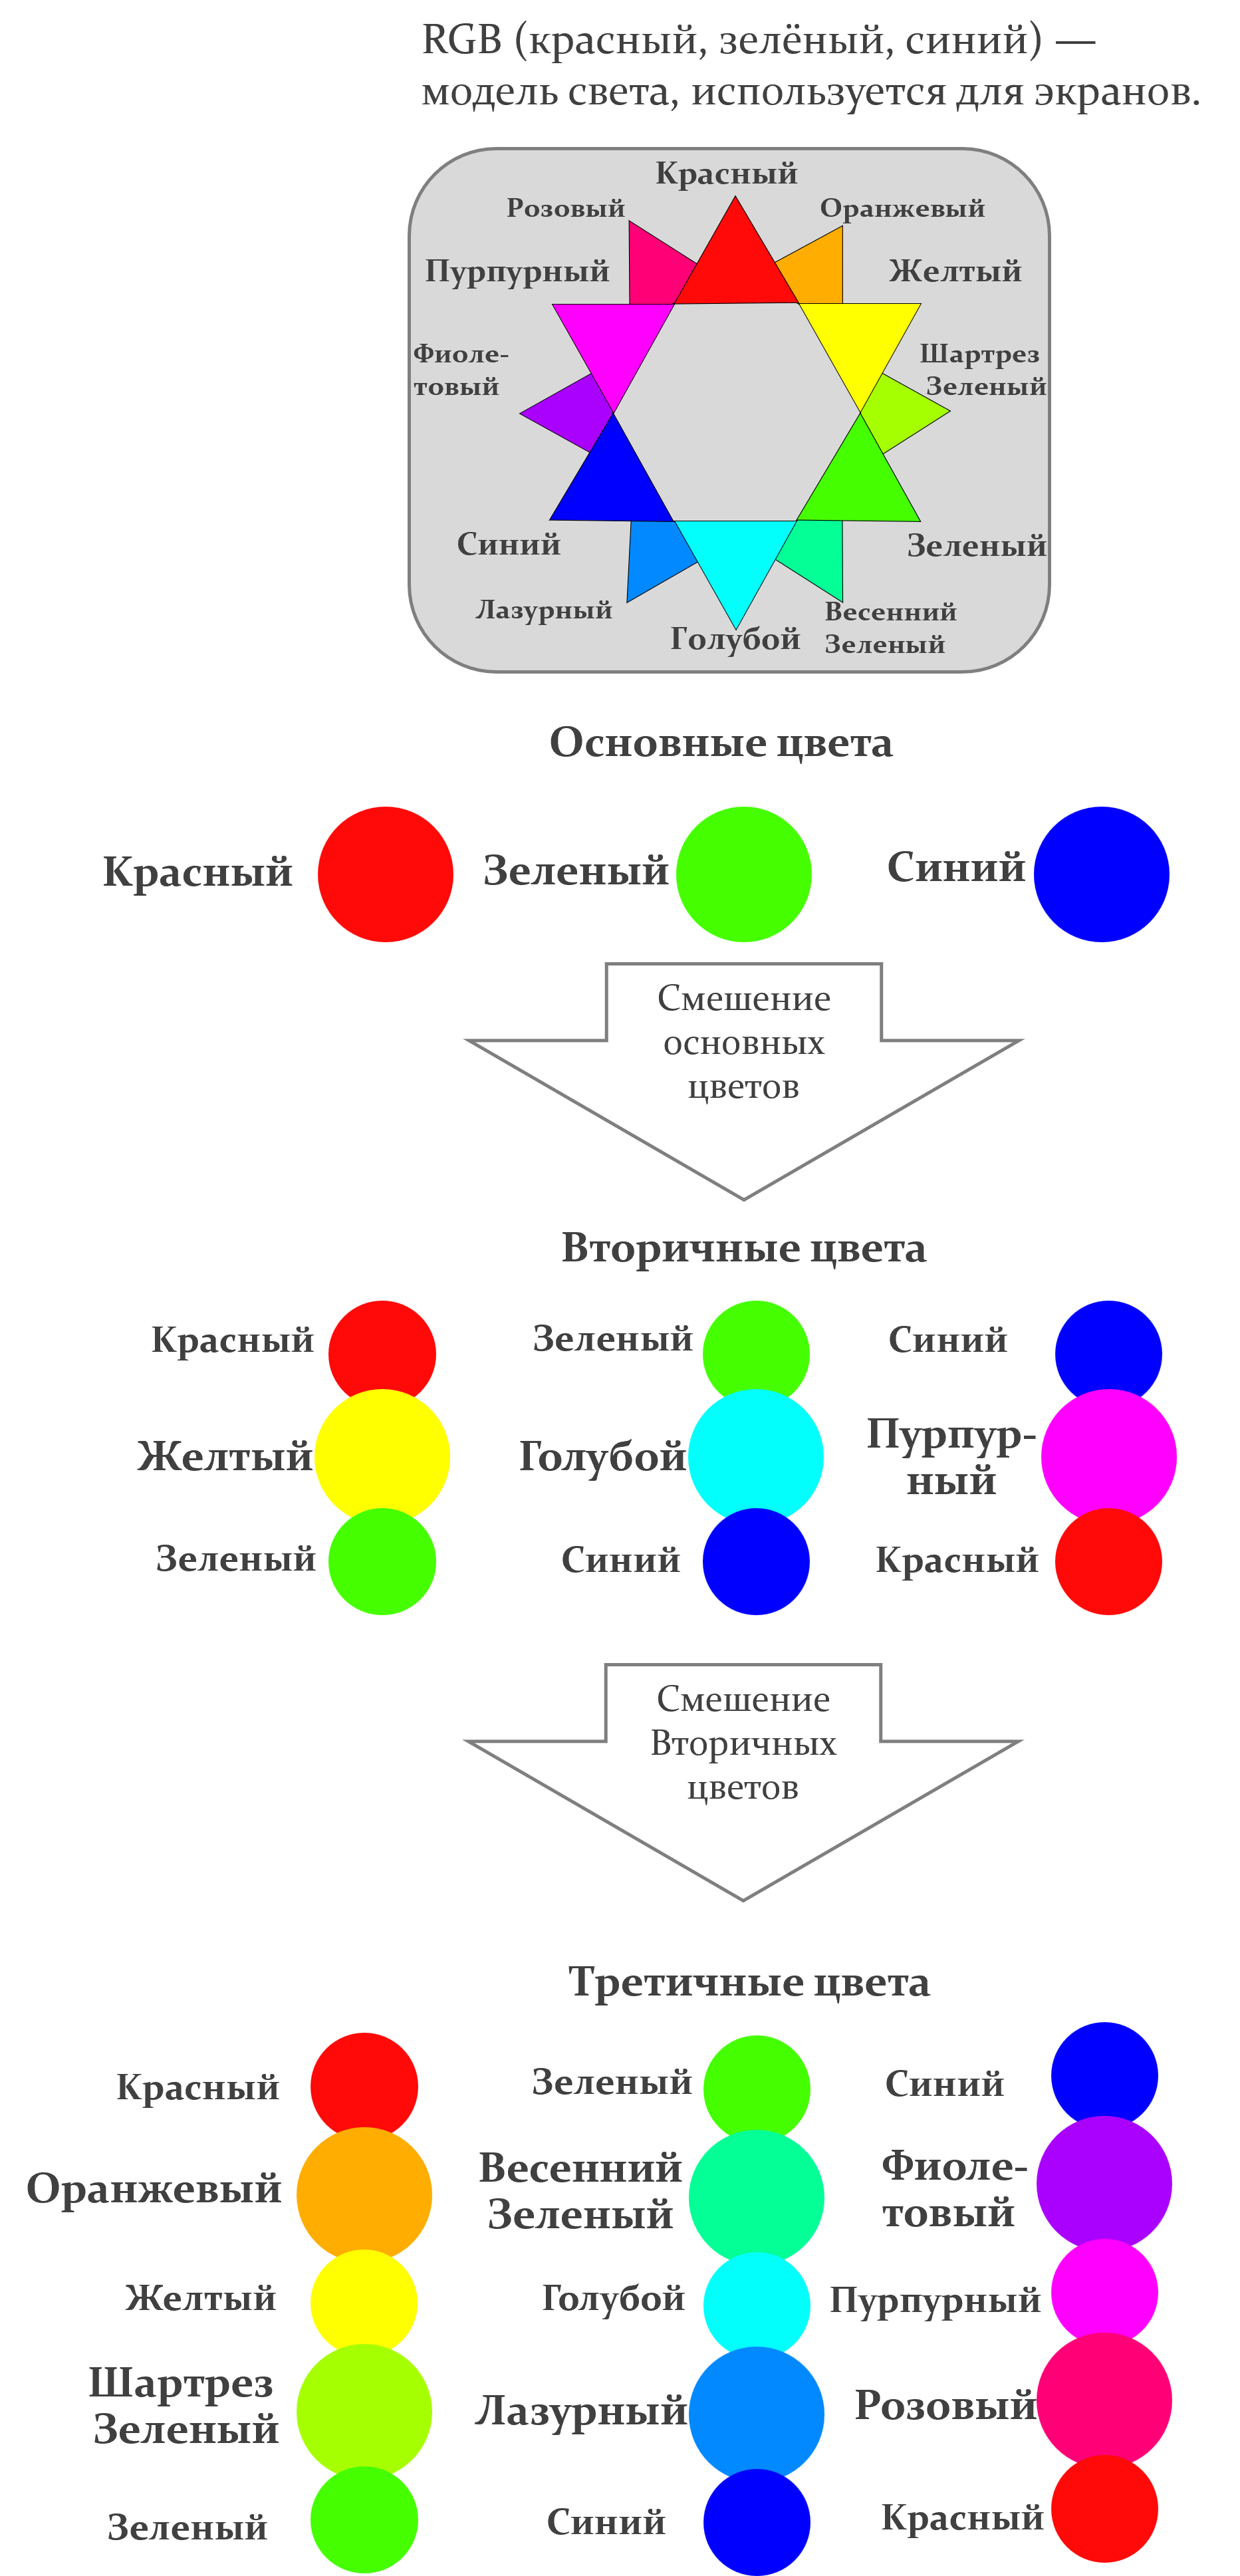 RGB (красный, зелёный, синий) —
модель света, используется для экранов.
Красный
Розовый
Оранжевый
Пурпурный
Желтый
Фиоле-
товый
Шартрез
Зеленый
Синий
Зеленый
Лазурный
Голубой
Весенний
Зеленый
Основные цвета
Красный
Зеленый
Синий
Смешение
основных
цветов
Вторичные цвета
Красный
Зеленый
Синий
Желтый
Голубой
Пурпур-
ный
Зеленый
Синий
Красный
Смешение
Вторичных
цветов
Третичные цвета
Красный
Зеленый
Синий
Оранжевый
Весенний
Зеленый
Фиоле-
товый
Желтый
Голубой
Пурпурный
Шартрез
Зеленый
Лазурный
Розовый
Зеленый
Синий
Красный